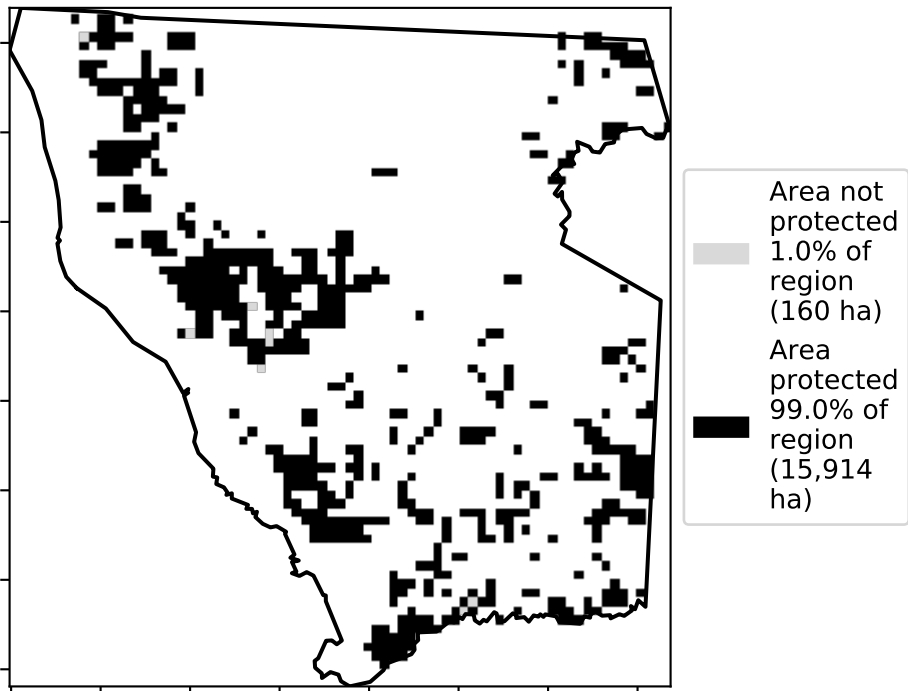 Area not
protected
1.0% of
region
(160 ha)
Area
protected
99.0% of
region
(15,914
ha)